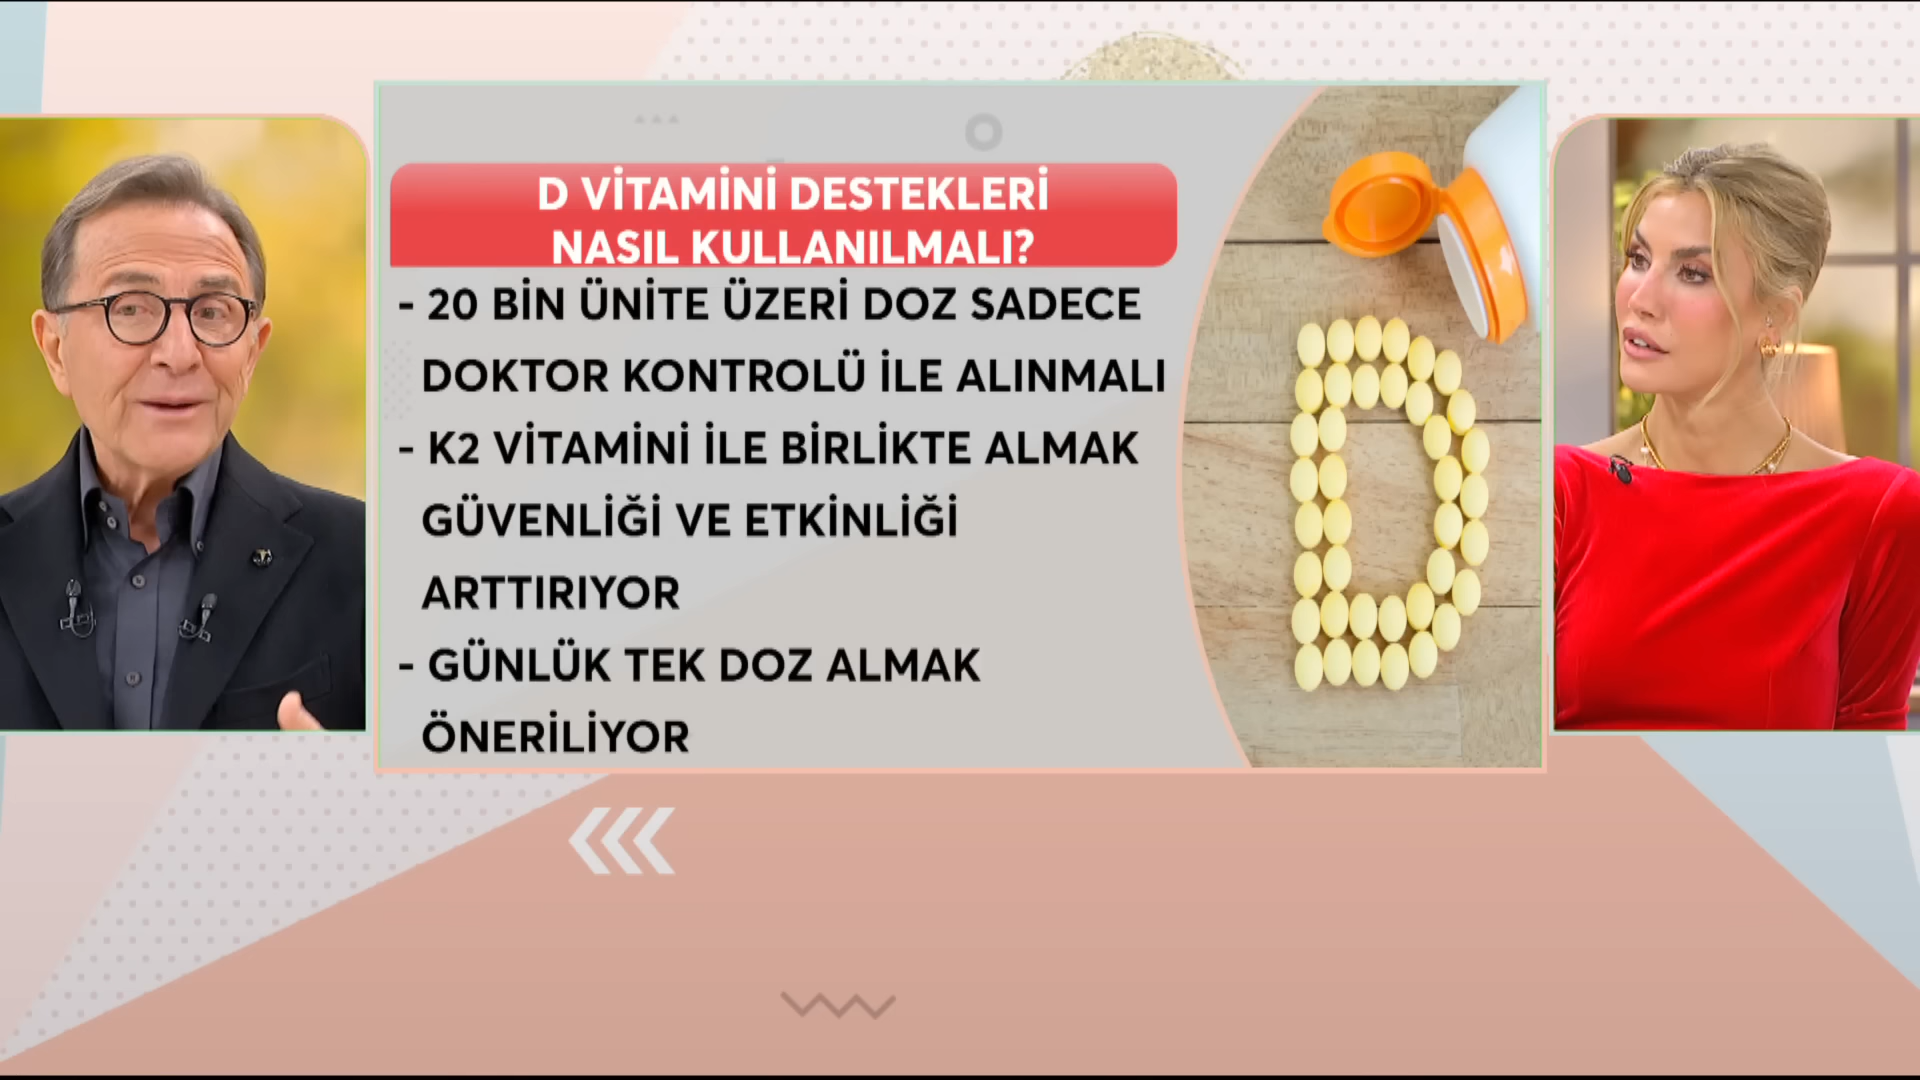 D VİTAMİNİ DESTEKLERİ
NASIL KULLANILMALI?
- 20 BİN ÜNİTE ÜZERİ DOZ SADECE
DOKTOR KONTROLÜ İLE ALINMALI
- K2 VİTAMİNİ İLE BİRLİKTE ALMAK
GÜVENLİĞİ VE ETKİNLİĞİ
ARTTIRIYOR
- GÜNLÜK TEK DOZ ALMAK
ÖNERİLİYOR